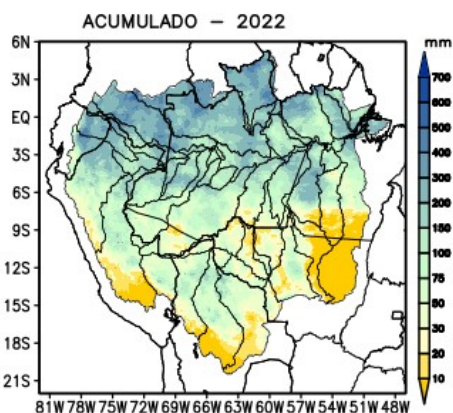 ACUMULADO – 2022
mm
6N
3N
EQ
3S
6S
9S
12S
15S
18S
21S
700
600
500
400
300
200
150
100
75
50
30
20
10
81W 78W 75W 72W 69W 66W 63W 60W 57W 54W 51W 48W